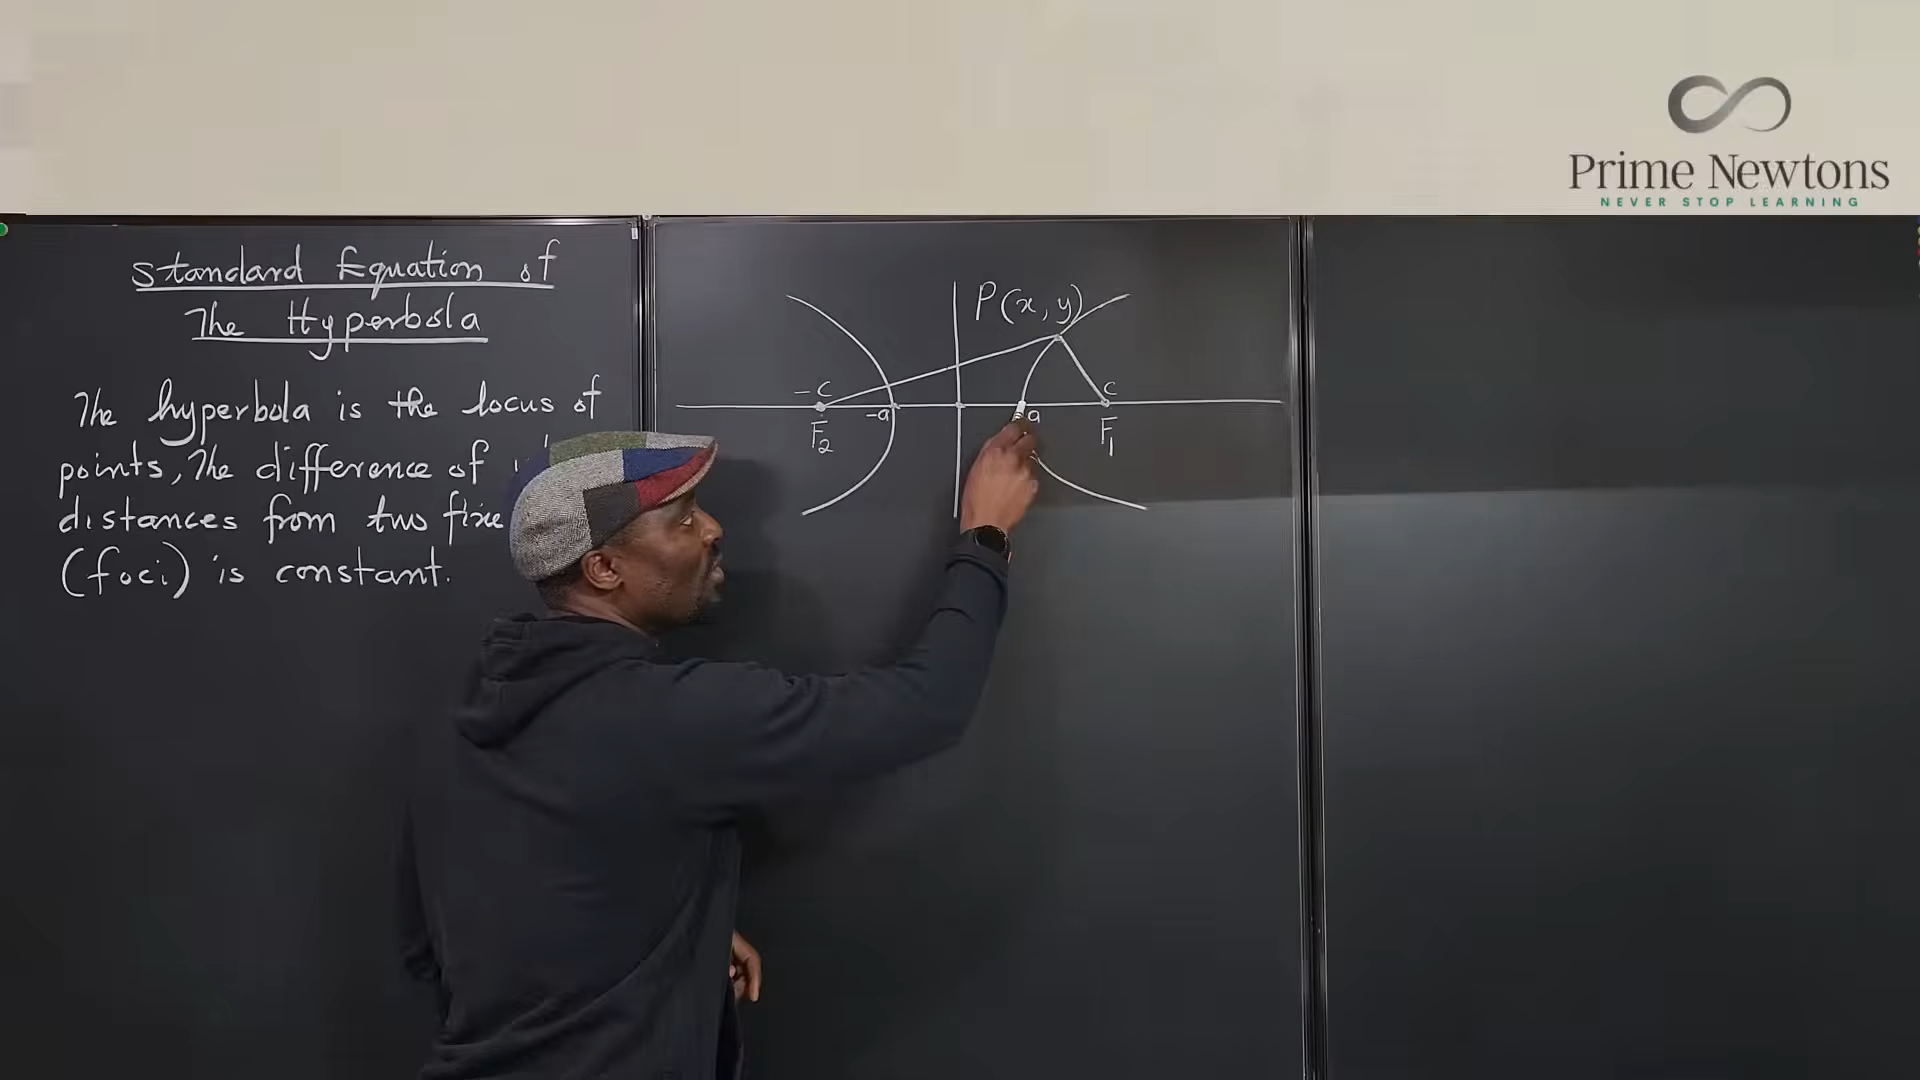 Prime Newtons
NEVER STOP LEARNING
Standard Equation of
The Hyperbola
The hyperbola is the locus of
points, The difference of
distances from two fixe
(foci) is constant.
P(x, y)
-c
c
-a
a
F₂
F₁